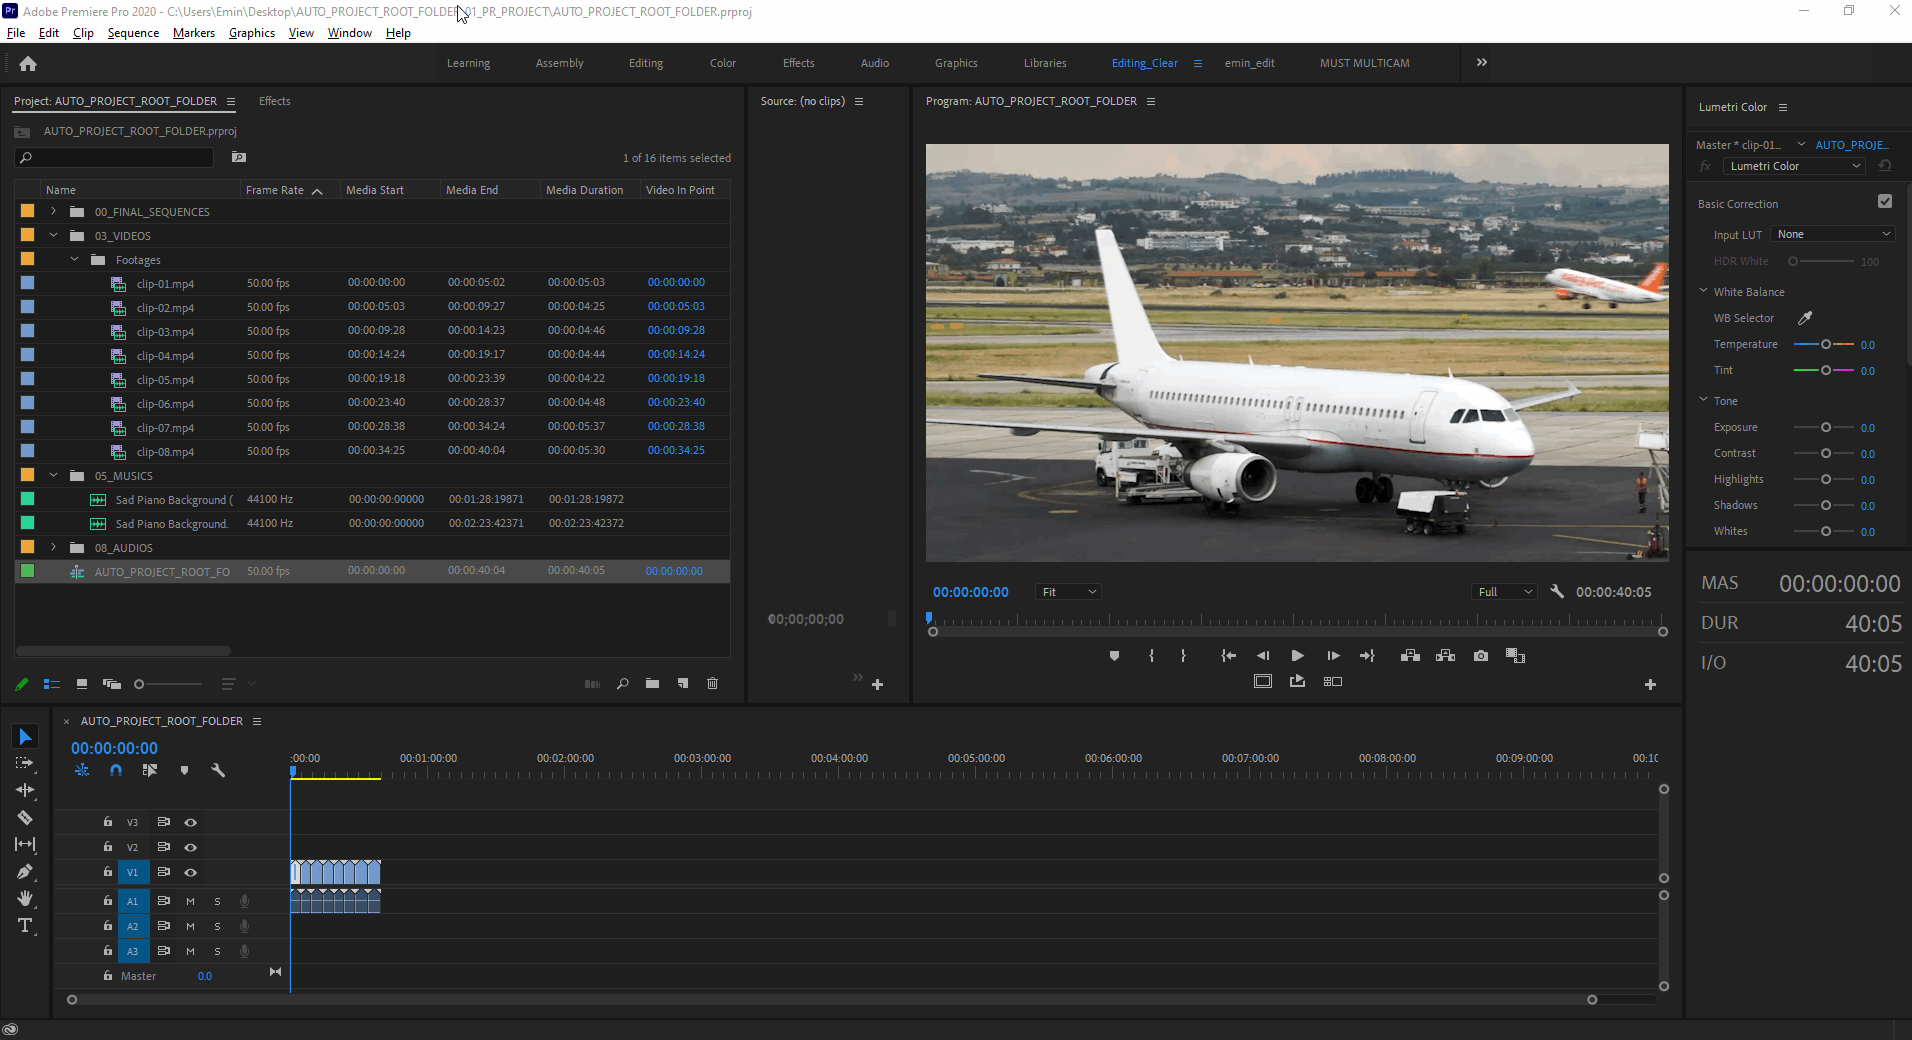 Pr Adobe Premiere Pro 2020 - C:\Users\Emin\Desktop\AUTO_PROJECT_ROOT_FOLDER\01_PR_PROJECT\AUTO_PROJECT_ROOT_FOLDER.prproj
File Edit Clip Sequence Markers Graphics View Window Help
Learning Assembly Editing Color Effects Audio Graphics Libraries Editing_Clear emin_edit MUST MULTICAM
Project: AUTO_PROJECT_ROOT_FOLDER Effects
AUTO_PROJECT_ROOT_FOLDER.prproj
1 of 16 items selected
Name Frame Rate Media Start Media End Media Duration Video In Point
00_FINAL_SEQUENCES
03_VIDEOS
Footages
clip-01.mp4 50.00 fps 00:00:00:00 00:00:05:02 00:00:05:03 00:00:00:00
clip-02.mp4 50.00 fps 00:00:05:03 00:00:09:27 00:00:04:25 00:00:05:03
clip-03.mp4 50.00 fps 00:00:09:28 00:00:14:23 00:00:04:46 00:00:09:28
clip-04.mp4 50.00 fps 00:00:14:24 00:00:19:17 00:00:04:44 00:00:14:24
clip-05.mp4 50.00 fps 00:00:19:18 00:00:23:39 00:00:04:22 00:00:19:18
clip-06.mp4 50.00 fps 00:00:23:40 00:00:28:37 00:00:04:48 00:00:23:40
clip-07.mp4 50.00 fps 00:00:28:38 00:00:34:24 00:00:05:37 00:00:28:38
clip-08.mp4 50.00 fps 00:00:34:25 00:00:40:04 00:00:05:30 00:00:34:25
05_MUSICS
Sad Piano Background ( 44100 Hz 00:00:00:00000 00:01:28:19871 00:01:28:19872
Sad Piano Background. 44100 Hz 00:00:00:00000 00:02:23:42371 00:02:23:42372
08_AUDIOS
AUTO_PROJECT_ROOT_FO 50.00 fps 00:00:00:00 00:00:40:04 00:00:40:05 00:00:00:00
Source: (no clips)
00;00;00;00
Program: AUTO_PROJECT_ROOT_FOLDER
00:00:00:00 Fit Full 00:00:40:05
Lumetri Color
Master * clip-01... AUTO_PROJE...
fx Lumetri Color
Basic Correction
Input LUT None
HDR White 100
White Balance
WB Selector
Temperature 0.0
Tint 0.0
Tone
Exposure 0.0
Contrast 0.0
Highlights 0.0
Shadows 0.0
Whites 0.0
MAS 00:00:00:00
DUR 40:05
I/O 40:05
× AUTO_PROJECT_ROOT_FOLDER
00:00:00:00
:00:00 00:01:00:00 00:02:00:00 00:03:00:00 00:04:00:00 00:05:00:00 00:06:00:00 00:07:00:00 00:08:00:00 00:09:00:00 00:10
V3
V2
V1
A1 M S
A2 M S
A3 M S
Master 0.0